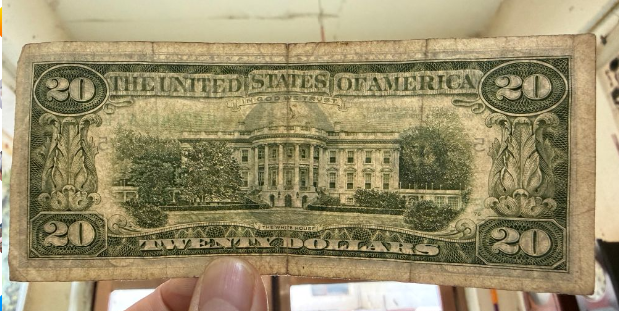 20 THE UNITED STATES OF AMERICA 20
IN GOD WE TRUST
THE WHITE HOUSE
20 TWENTY DOLLARS 20